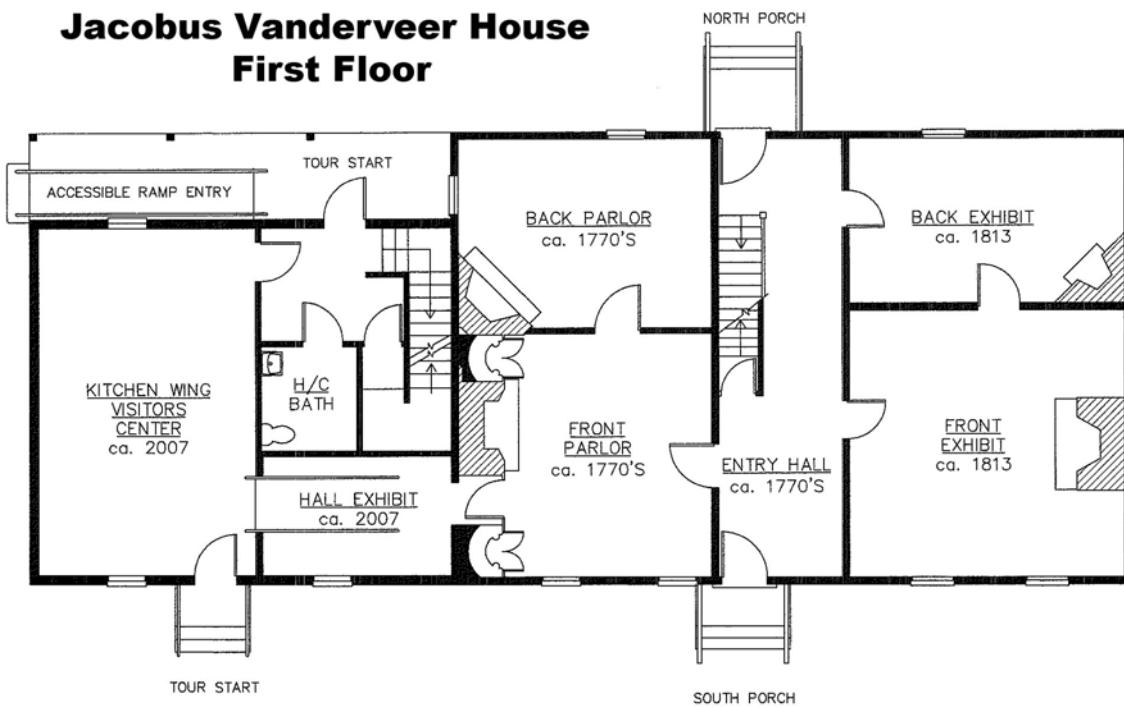 Jacobus Vanderveer House
First Floor
NORTH PORCH
TOUR START
ACCESSIBLE RAMP ENTRY
BACK PARLOR
ca. 1770'S
BACK EXHIBIT
ca. 1813
KITCHEN WING
VISITORS
CENTER
ca. 2007
H/C
BATH
FRONT
PARLOR
ca. 1770'S
ENTRY HALL
ca. 1770'S
FRONT
EXHIBIT
ca. 1813
HALL EXHIBIT
ca. 2007
TOUR START
SOUTH PORCH